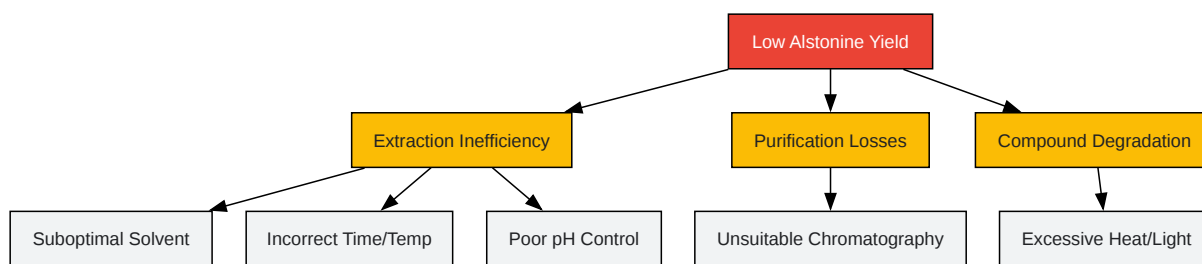 Low Alstonine Yield
Extraction Inefficiency
Purification Losses
Compound Degradation
Suboptimal Solvent
Incorrect Time/Temp
Poor pH Control
Unsuitable Chromatography
Excessive Heat/Light